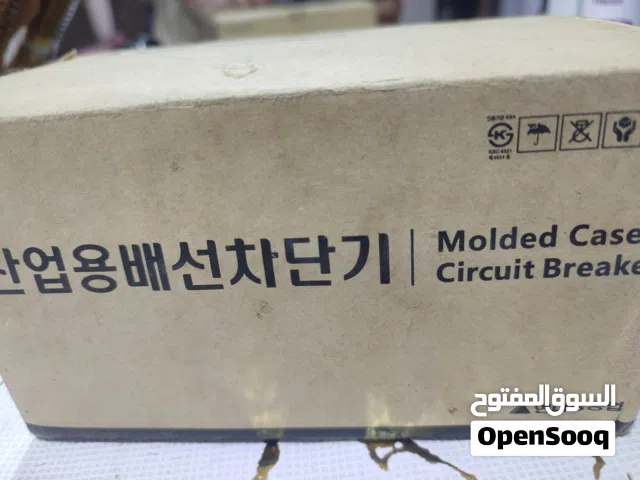 산업용배선차단기
Molded Case
Circuit Breake
السوق المفتوح
OpenSooq